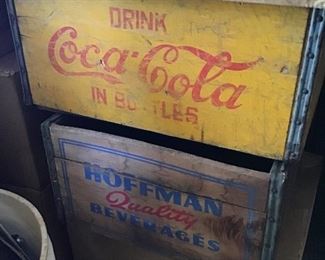 DRINK
Coca-Cola
IN BOTTLES
HOFFMAN
Quality
BEVERAGES